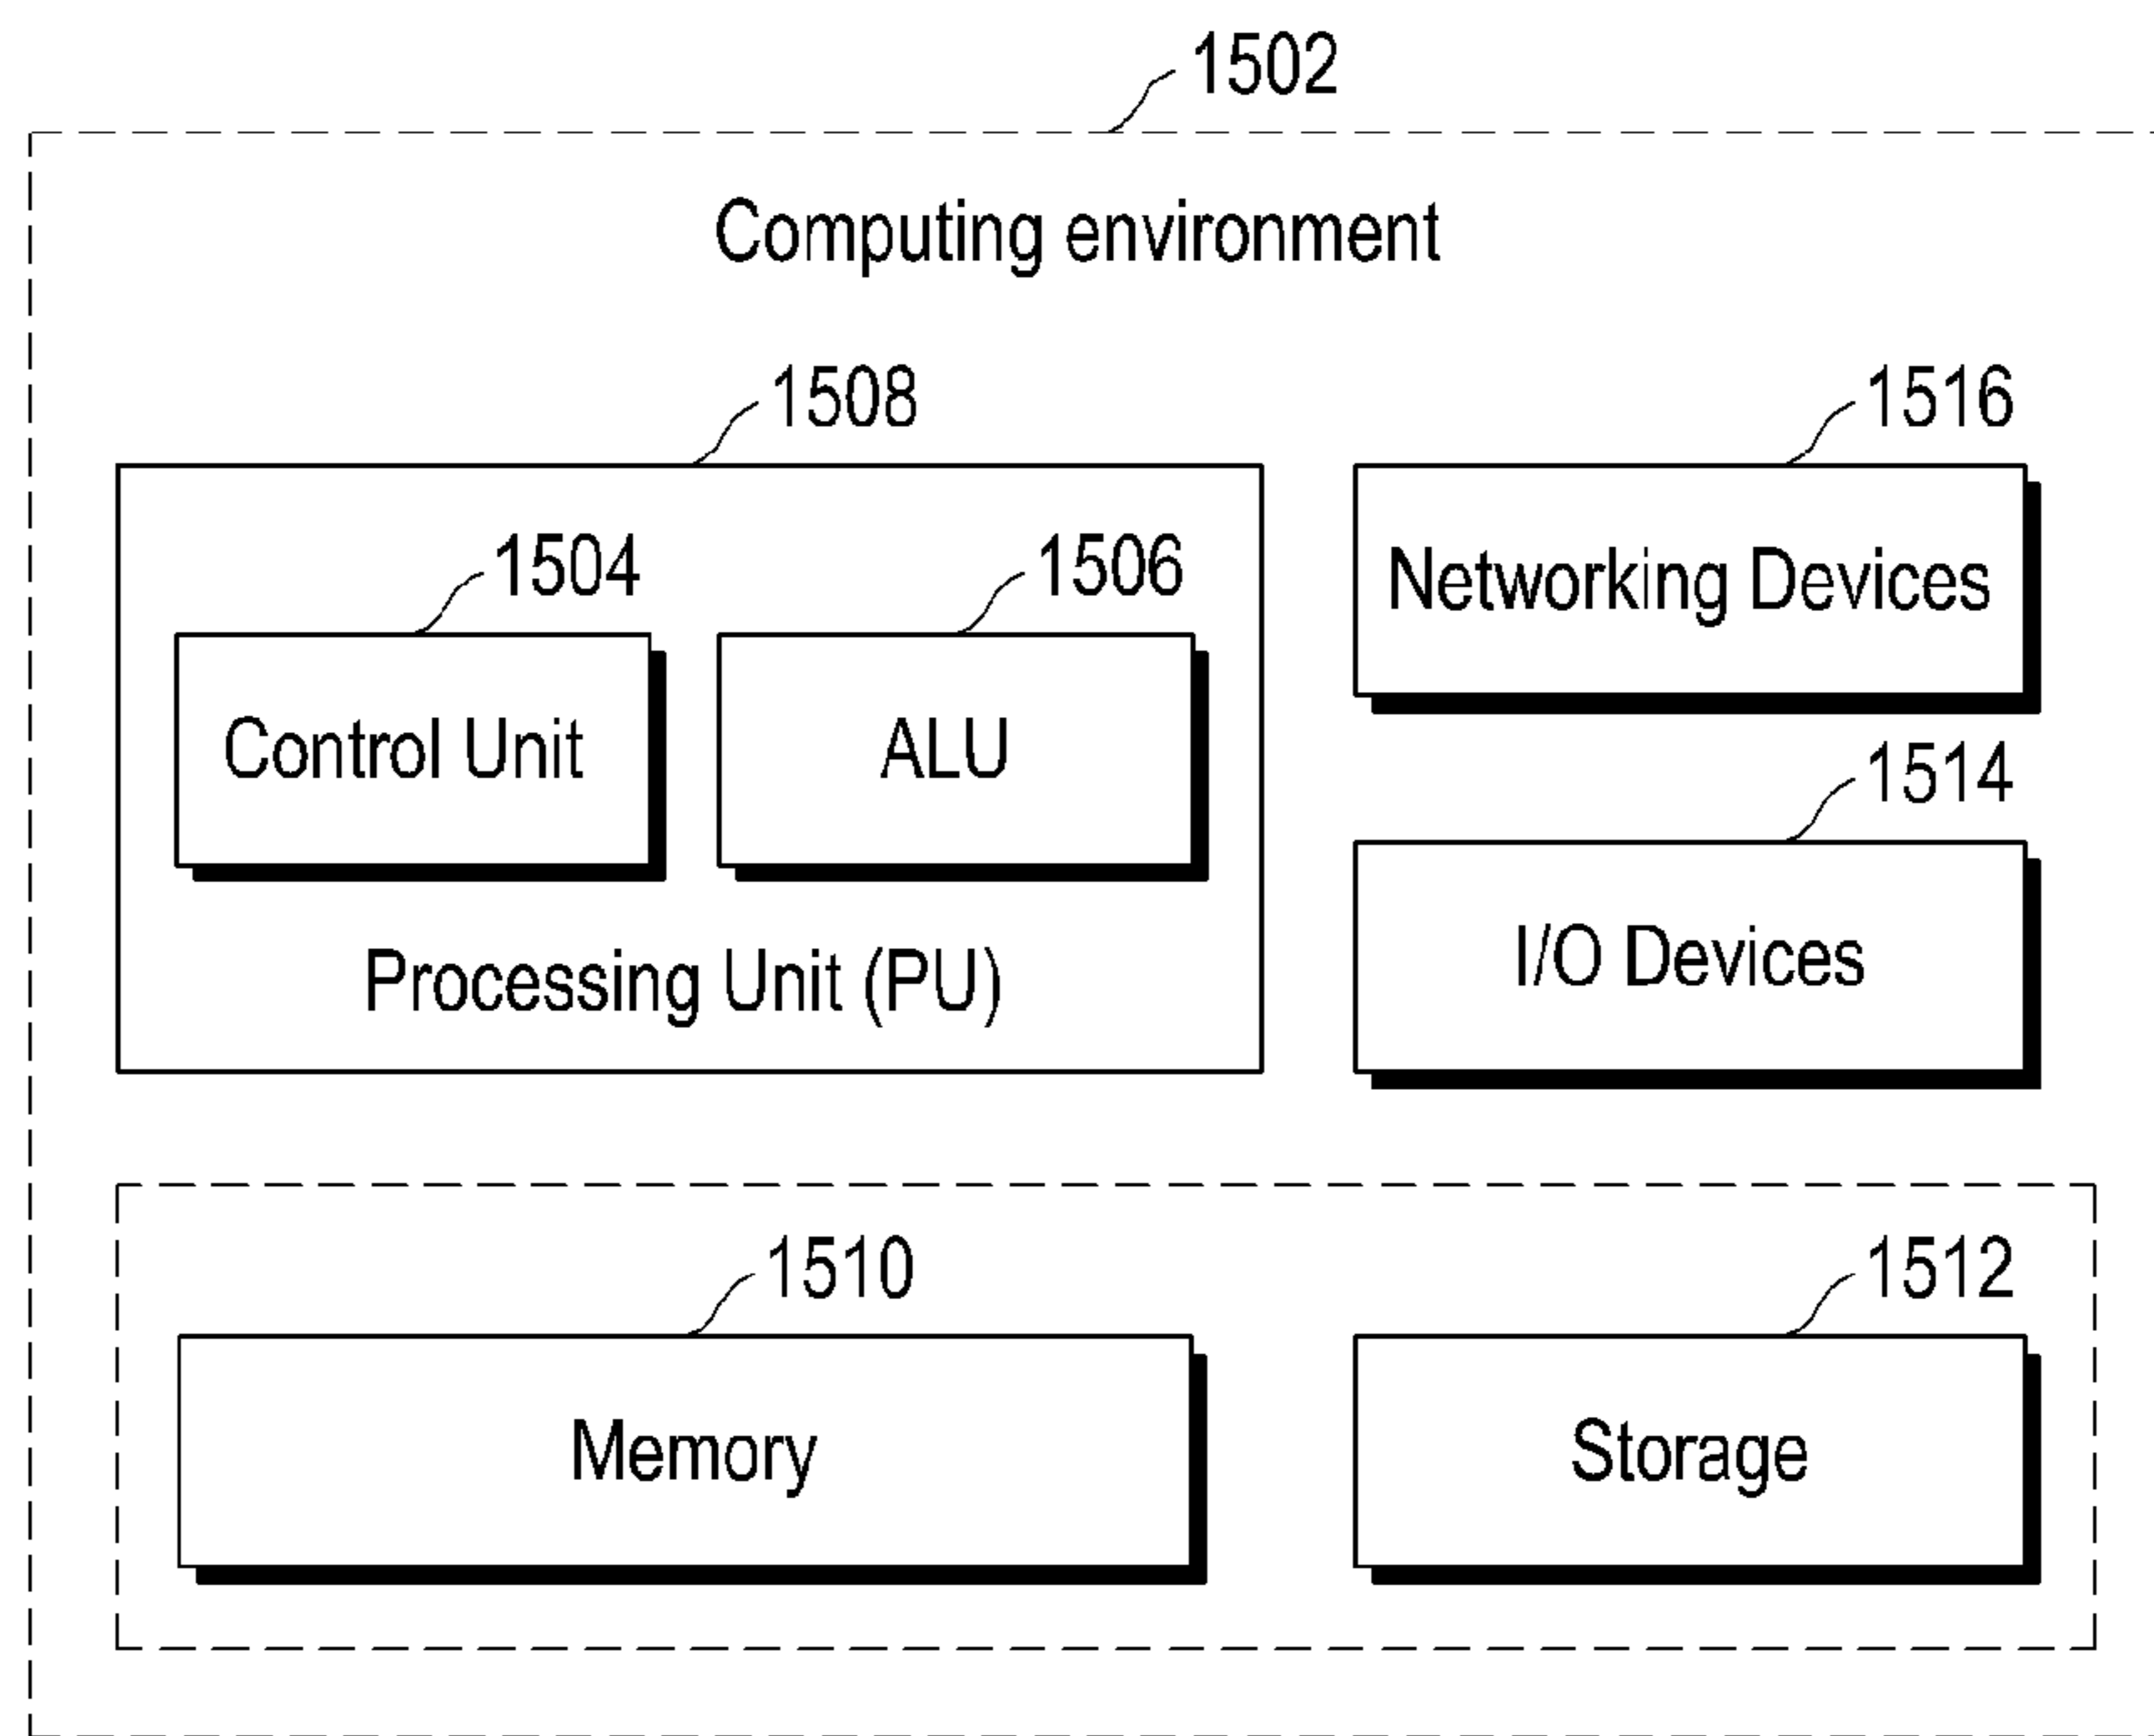 1502
Computing environment
1508
1516
1504
1506
Networking Devices
Control Unit
ALU
1514
I/O Devices
Processing Unit (PU)
1510
1512
Memory
Storage